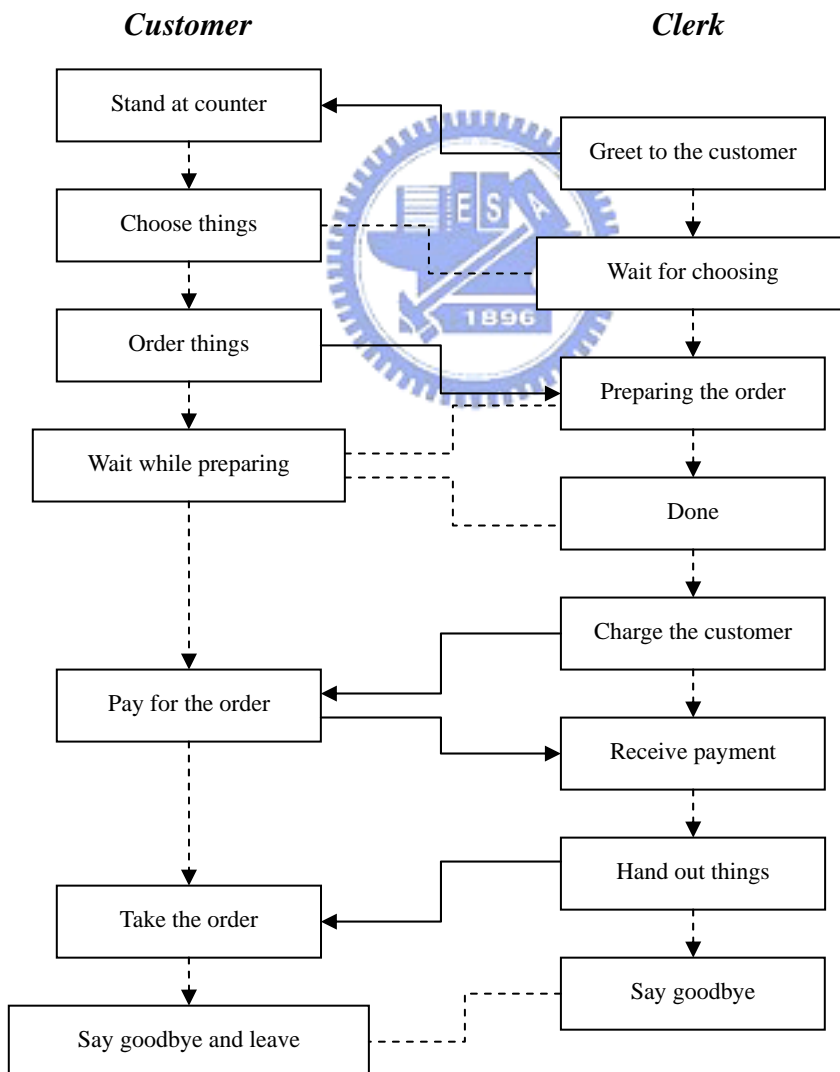 Customer
Clerk
Stand at counter
Greet to the customer
Choose things
Wait for choosing
Order things
Preparing the order
Wait while preparing
Done
Charge the customer
Pay for the order
Receive payment
Hand out things
Take the order
Say goodbye
Say goodbye and leave
E S A
1896